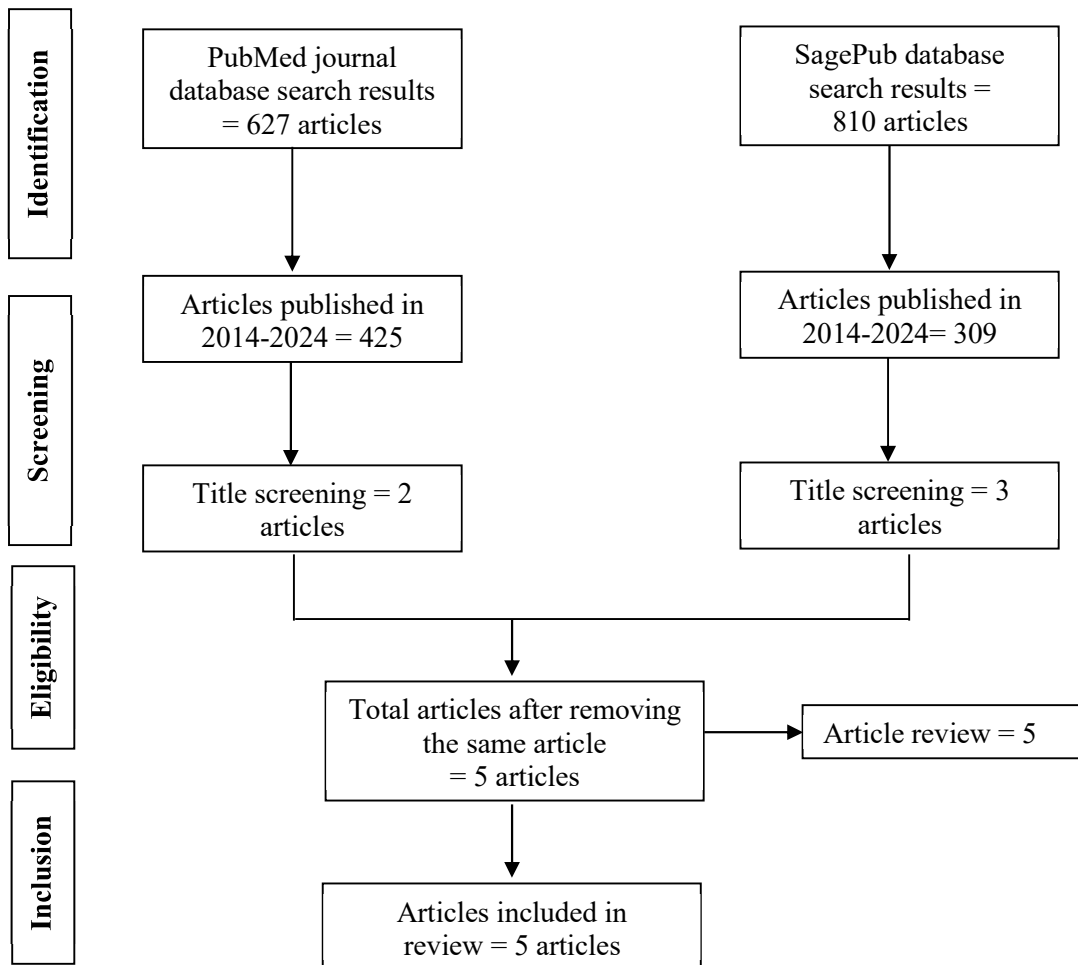 Identification
PubMed journal
database search results
= 627 articles
SagePub database
search results =
810 articles
Screening
Articles published in
2014-2024 = 425
Articles published in
2014-2024= 309
Title screening = 2
articles
Title screening = 3
articles
Eligibility
Total articles after removing
the same article
= 5 articles
Article review = 5
Inclusion
Articles included in
review = 5 articles